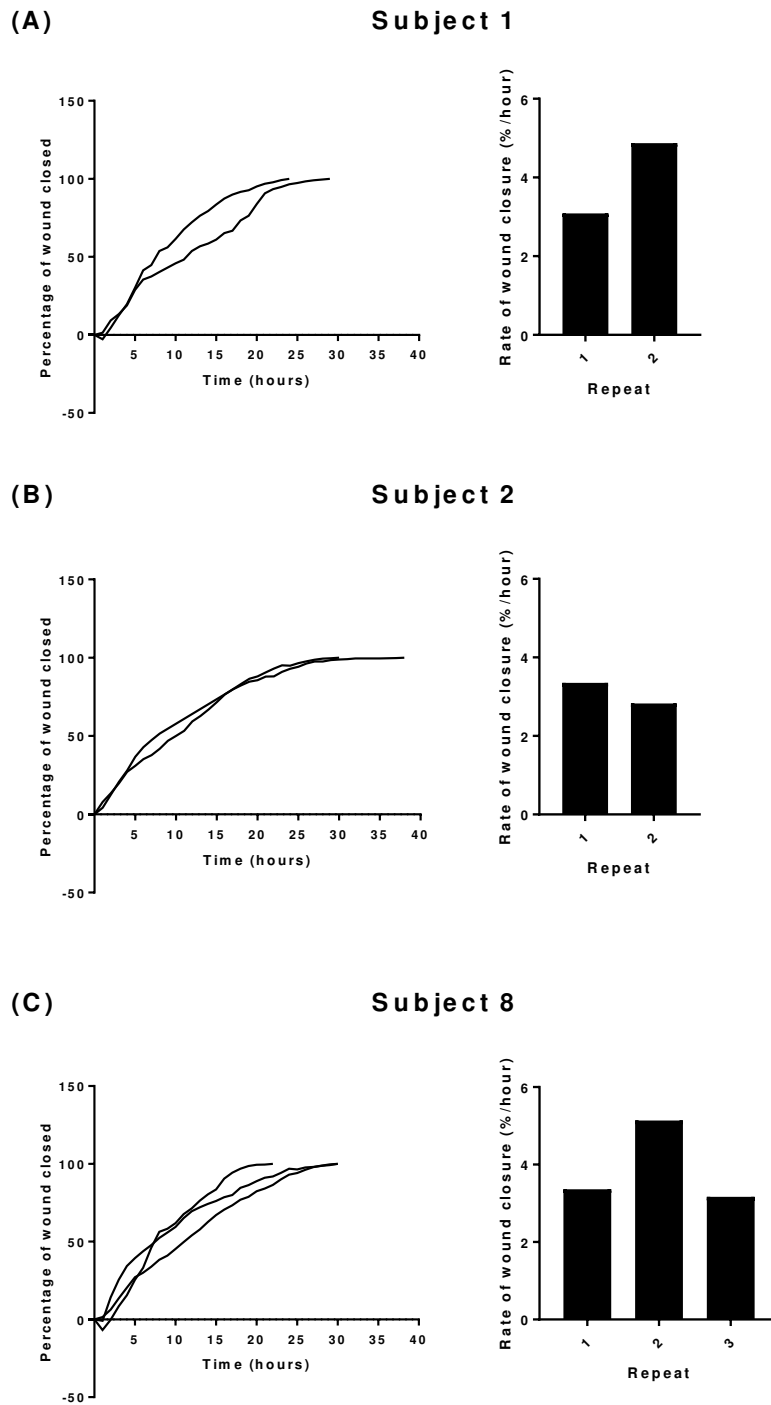 (A) Subject 1
Percentage of wound closed
150
100
50
0
-50
5 10 15 20 25 30 35 40
Time (hours)
Rate of wound closure (%/hour)
6
4
2
0
1 2
Repeat
(B) Subject 2
Percentage of wound closed
150
100
50
0
-50
5 10 15 20 25 30 35 40
Time (hours)
Rate of wound closure (%/hour)
6
4
2
0
1 2
Repeat
(C) Subject 8
Percentage of wound closed
150
100
50
0
-50
5 10 15 20 25 30 35 40
Time (hours)
Rate of wound closure (%/hour)
6
4
2
0
1 2 3
Repeat